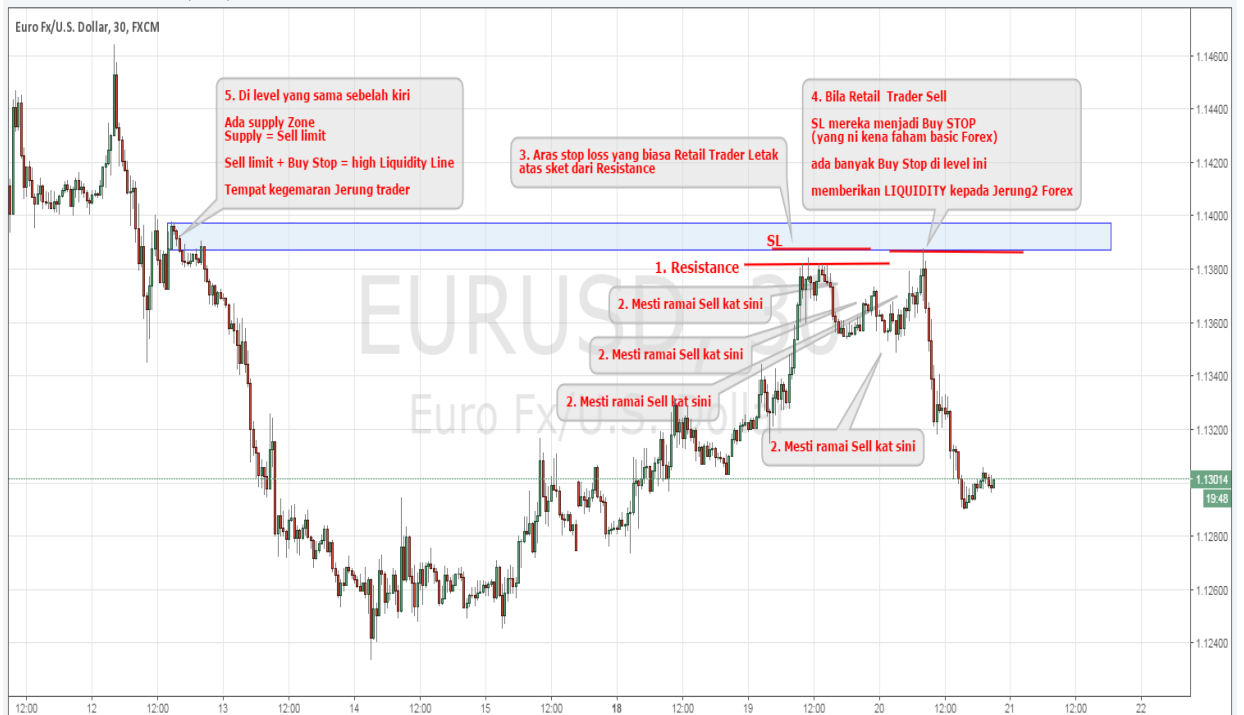 Euro Fx/U.S. Dollar, 30, FXCM
5. Di level yang sama sebelah kiri
Ada supply Zone
Supply = Sell limit
Sell limit + Buy Stop = high Liquidity Line
Tempat kegemaran Jerung trader
3. Aras stop loss yang biasa Retail Trader Letak
atas sket dari Resistance
4. Bila Retail Trader Sell
SL mereka menjadi Buy STOP
(yang ni kena faham basic Forex)
ada banyak Buy Stop di level ini
memberikan LIQUIDITY kepada Jerung2 Forex
SL
1. Resistance
2. Mesti ramai Sell kat sini
2. Mesti ramai Sell kat sini
2. Mesti ramai Sell kat sini
2. Mesti ramai Sell kat sini
EURUSD, 30
Euro Fx/U.S. Dollar
1.14600
1.14400
1.14200
1.14000
1.13800
1.13600
1.13400
1.13200
1.13014
19:48
1.12800
1.12600
1.12400
12:00 12 12:00 13 12:00 14 12:00 15 12:00 18 12:00 19 12:00 20 12:00 21 12:00 22